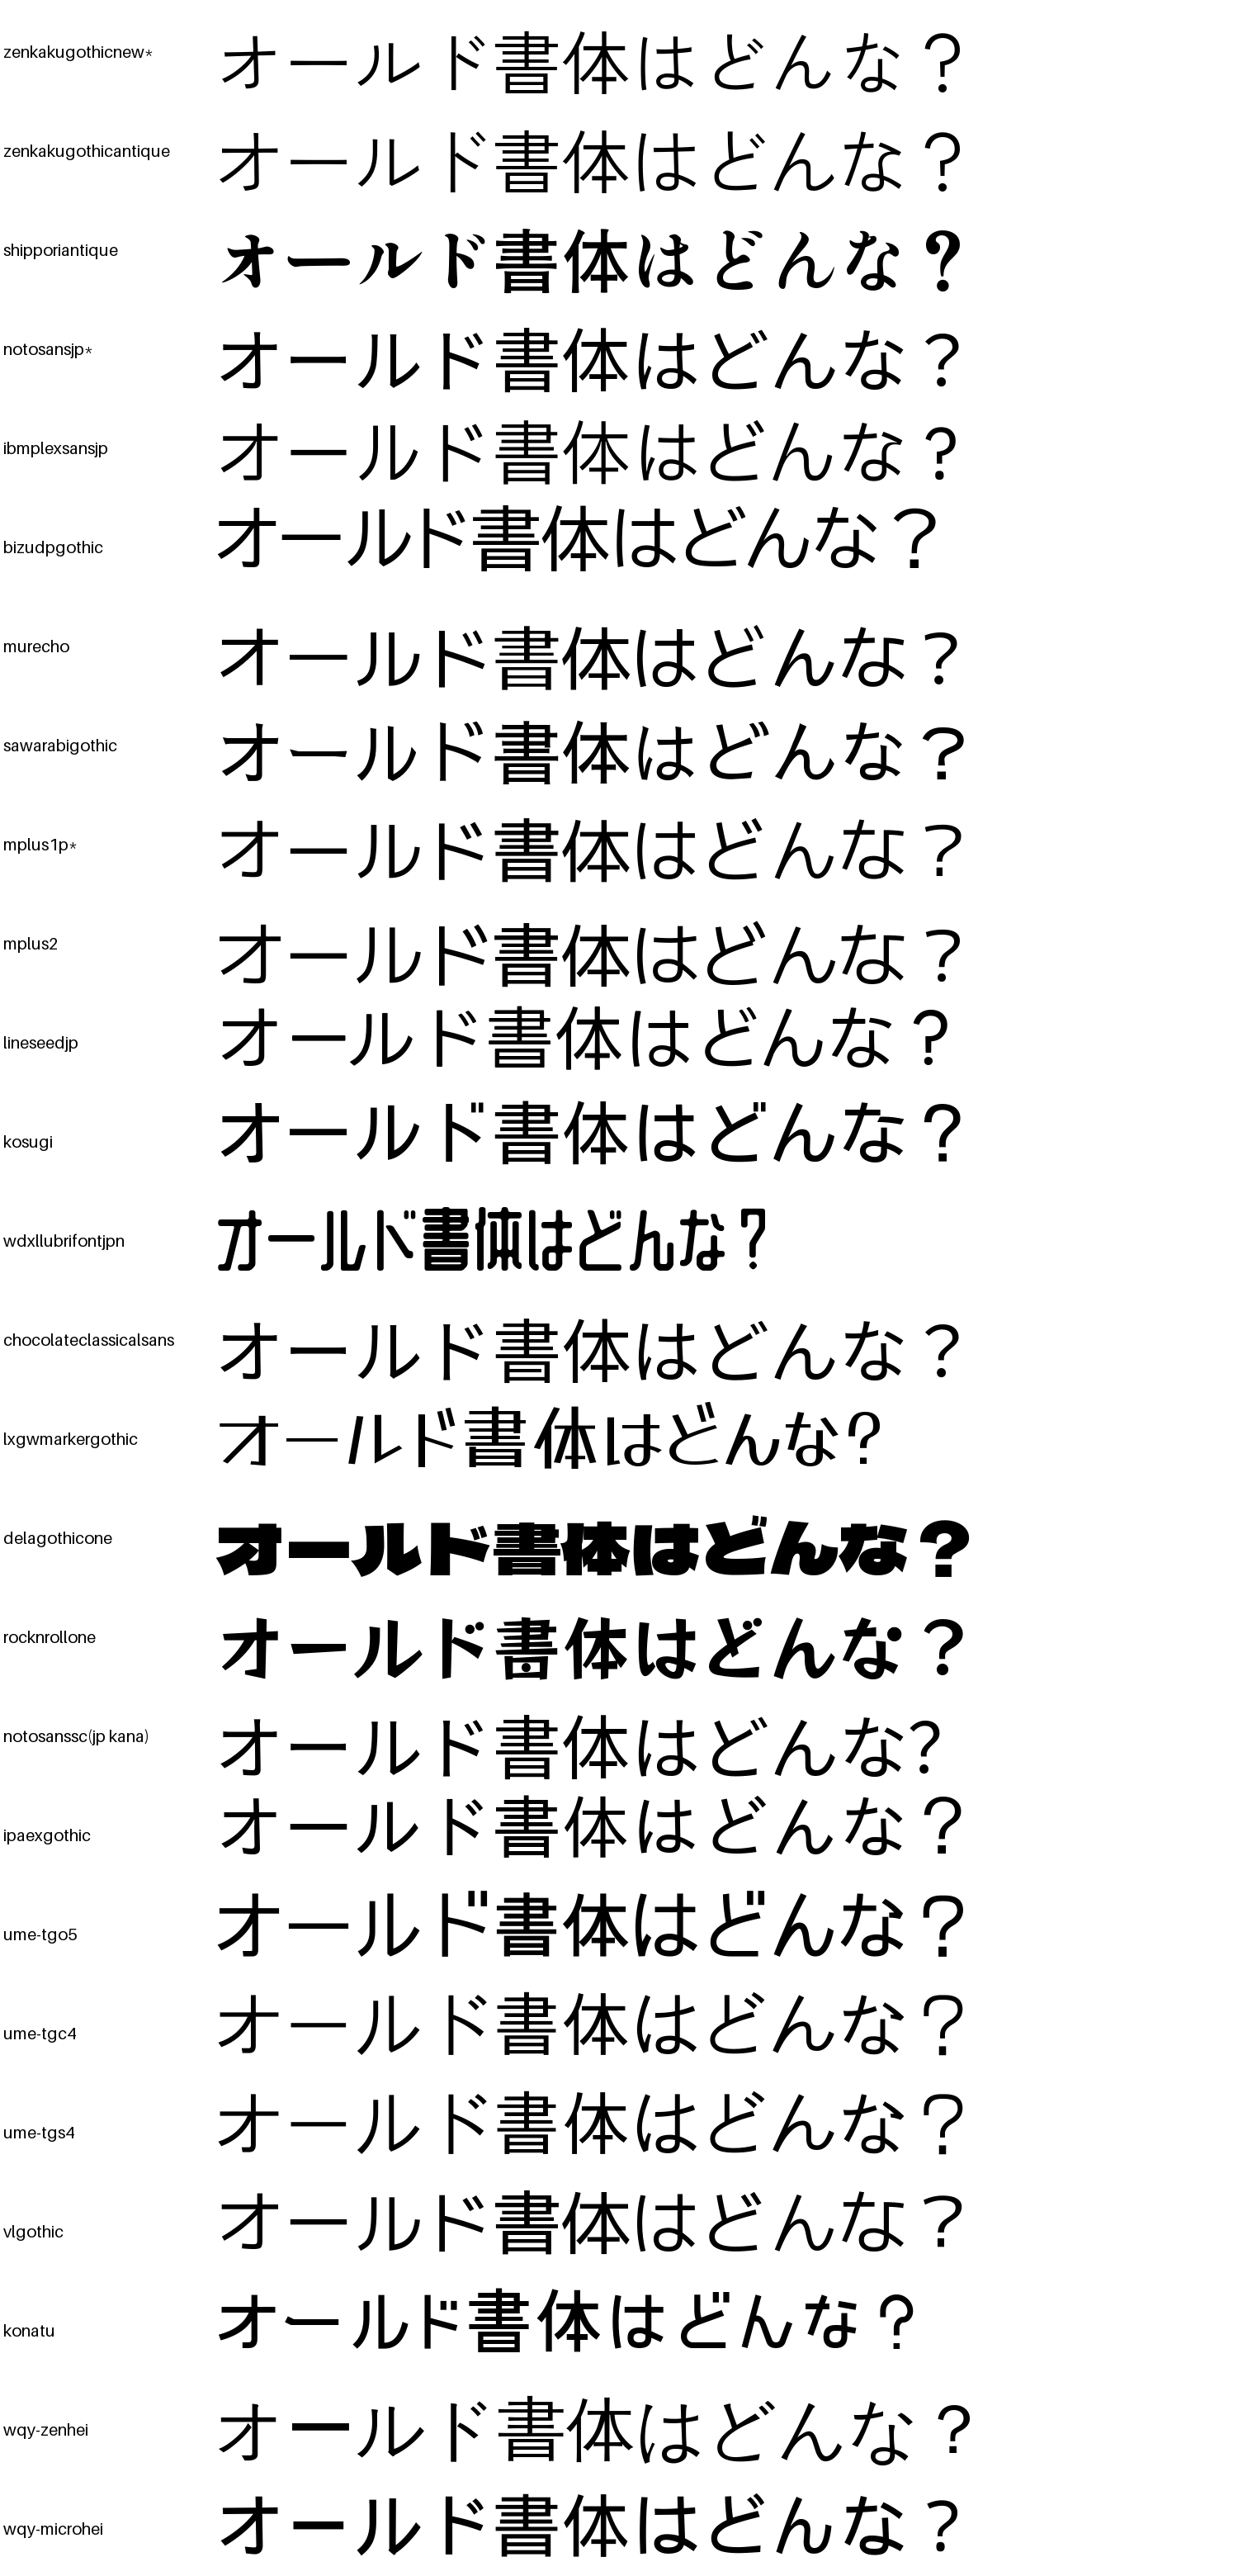 zenkakugothicnew* オールド書体はどんな？
zenkakugothicantique オールド書体はどんな？
shipporiantique オールド書体はどんな？
notosansjp* オールド書体はどんな？
ibmplexsansjp オールド書体はどんな？
bizudpgothic オールド書体はどんな？
murecho オールド書体はどんな？
sawarabigothic オールド書体はどんな？
mplus1p* オールド書体はどんな？
mplus2 オールド書体はどんな？
lineseedjp オールド書体はどんな？
kosugi オールド書体はどんな？
wdxllubrifontjpn オールド書体はどんな？
chocolateclassicalsans オールド書体はどんな？
lxgwmarkergothic オールド書体はどんな？
delagothicone オールド書体はどんな？
rocknrollone オールド書体はどんな？
notosanssc(jp kana) オールド書体はどんな?
ipaexgothic オールド書体はどんな？
ume-tgo5 オールド書体はどんな？
ume-tgc4 オールド書体はどんな？
ume-tgs4 オールド書体はどんな？
vlgothic オールド書体はどんな？
konatu オールド書体はどんな？
wqy-zenhei オールド書体はどんな？
wqy-microhei オールド書体はどんな？